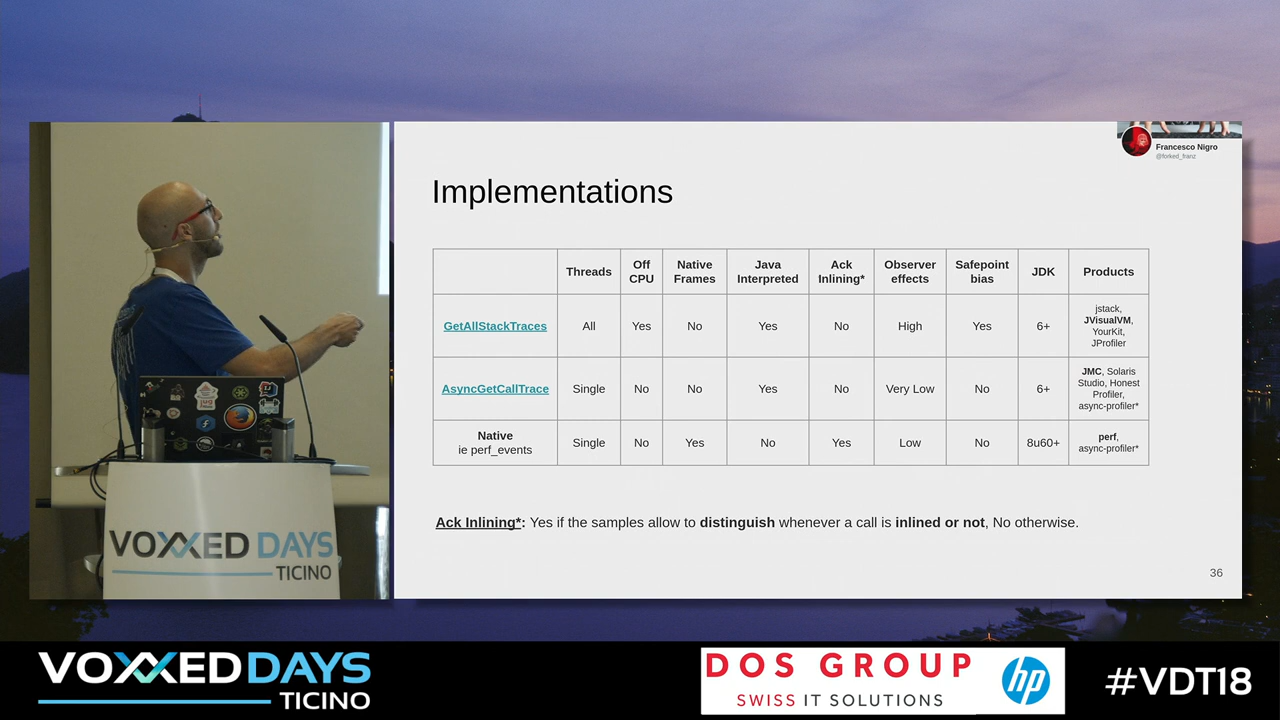 Francesco Nigro
@forked_franz
Implementations
Threads
Off
CPU
Native
Frames
Java
Interpreted
Ack
Inlining*
Observer
effects
Safepoint
bias
JDK
Products
GetAllStackTraces
All
Yes
No
Yes
No
High
Yes
6+
jstack,
JVisualVM,
YourKit,
JProfiler
AsyncGetCallTrace
Single
No
No
Yes
No
Very Low
No
6+
JMC, Solaris
Studio, Honest
Profiler,
async-profiler*
Native
ie perf_events
Single
No
Yes
No
Yes
Low
No
8u60+
perf,
async-profiler*
Ack Inlining*: Yes if the samples allow to distinguish whenever a call is inlined or not, No otherwise.
36
VOXXED DAYS
TICINO
VOXXED DAYS
TICINO
DOS GROUP
SWISS IT SOLUTIONS
hp
#VDT18